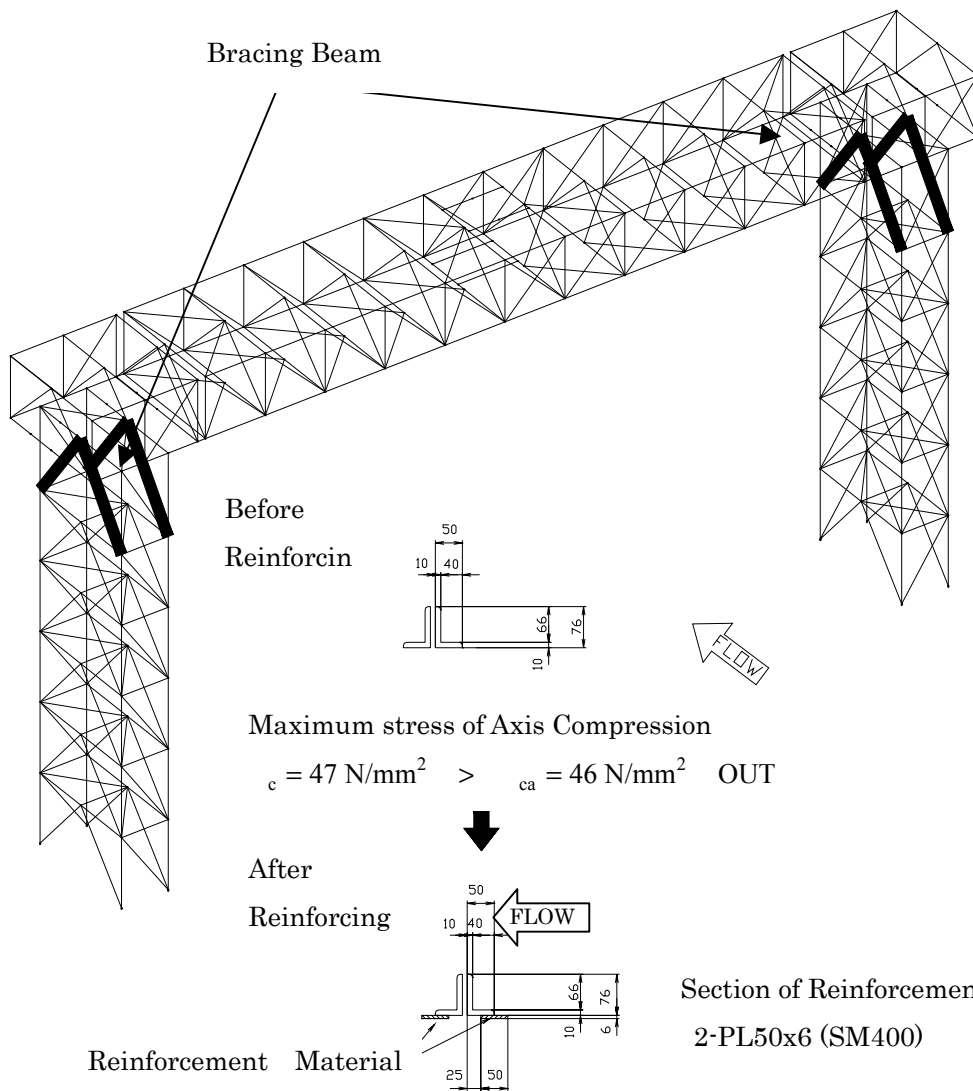 Bracing Beam
Before
Reinforcin
50
10 40
66
76
10
FLOW
Maximum stress of Axis Compression
c = 47 N/mm² > ca = 46 N/mm² OUT
After
Reinforcing
50
FLOW
10 40
66
76
10
6
Section of Reinforcemen
2-PL50x6 (SM400)
Reinforcement Material
25 50